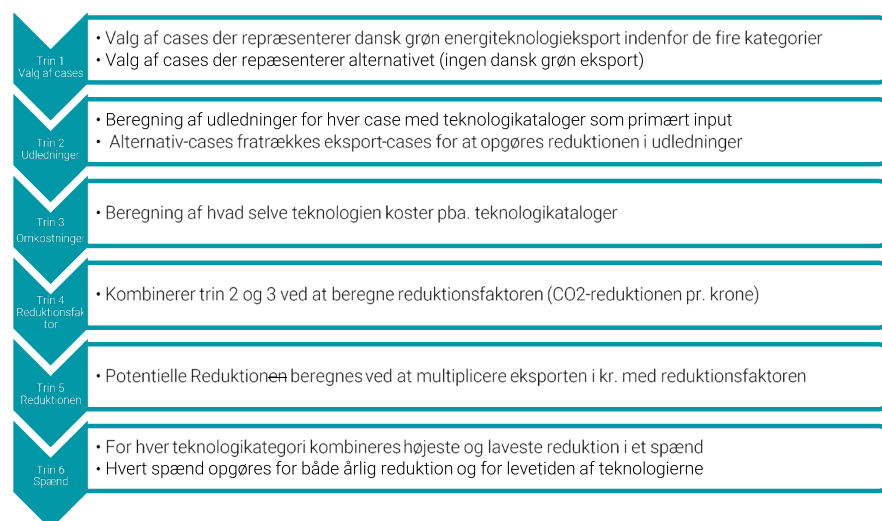 Trin 1
Valg af cases
• Valg af cases der repræsenterer dansk grøn energiteknologieksport indenfor de fire kategorier
• Valg af cases der repæsenterer alternativet (ingen dansk grøn eksport)
Trin 2
Udledninger
• Beregning af udledninger for hver case med teknologikataloger som primært input
• Alternativ-cases fratrækkes eksport-cases for at opgøres reduktionen i udledninger
Trin 3
Omkostninger
• Beregning af hvad selve teknologien koster pba. teknologikataloger
Trin 4
Reduktionsfak
tor
• Kombinerer trin 2 og 3 ved at beregne reduktionsfaktoren (CO2-reduktionen pr. krone)
Trin 5
Reduktionen
• Potentielle Reduktionen beregnes ved at multiplicere eksporten i kr. med reduktionsfaktoren
Trin 6
Spænd
• For hver teknologikategori kombineres højeste og laveste reduktion i et spænd
• Hvert spænd opgøres for både årlig reduktion og for levetiden af teknologierne